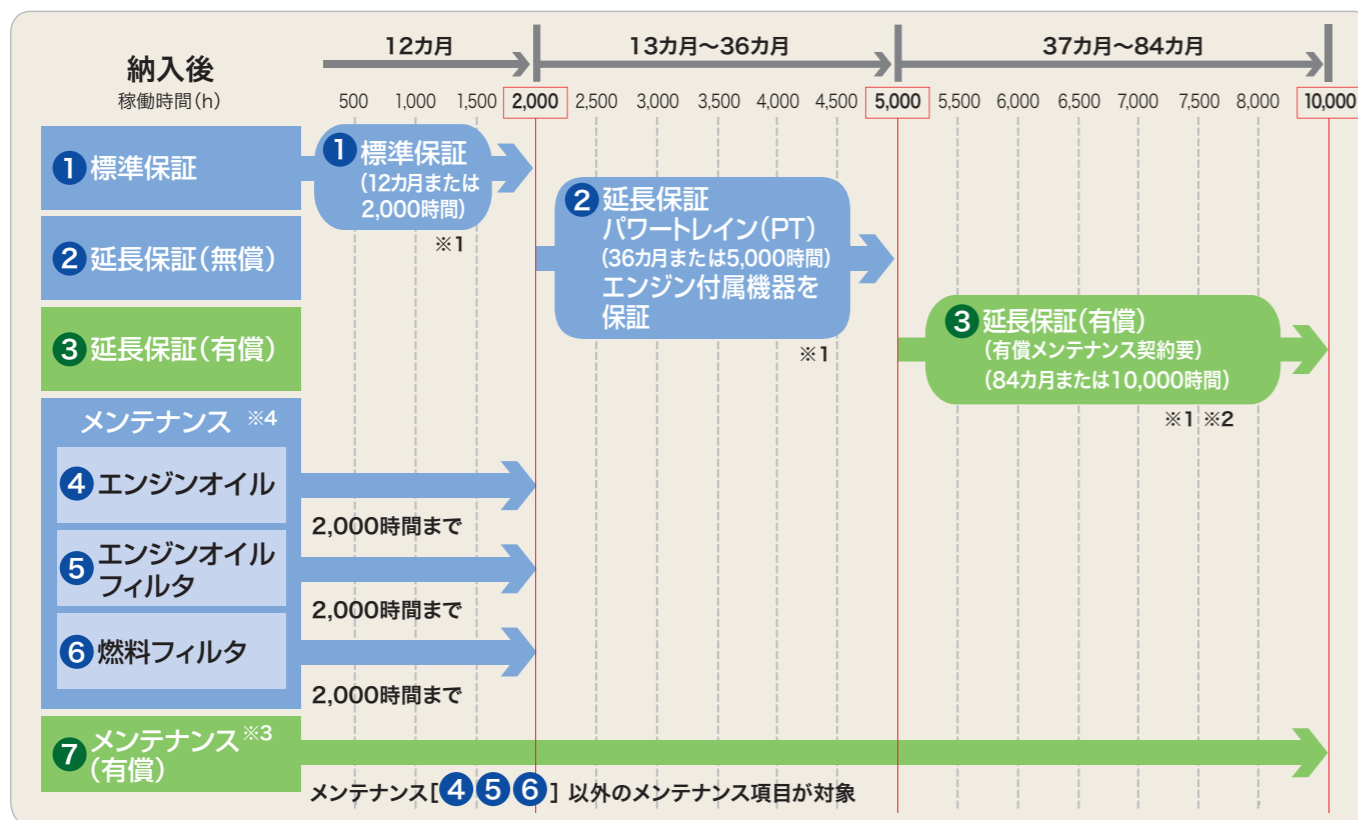 納入後
稼働時間(h)
12カ月
13カ月～36カ月
37カ月～84カ月
500 1,000 1,500 2,000 2,500 3,000 3,500 4,000 4,500 5,000 5,500 6,000 6,500 7,000 7,500 8,000 10,000
1 標準保証
1 標準保証
(12カ月または
2,000時間)
※1
2 延長保証(無償)
2 延長保証
パワートレイン(PT)
(36カ月または5,000時間)
エンジン付属機器を
保証
※1
3 延長保証(有償)
3 延長保証(有償)
(有償メンテナンス契約要)
(84カ月または10,000時間)
※1 ※2
メンテナンス ※4
4 エンジンオイル
2,000時間まで
5 エンジンオイル
フィルタ
2,000時間まで
6 燃料フィルタ
2,000時間まで
7 メンテナンス※3
(有償)
メンテナンス[4 5 6] 以外のメンテナンス項目が対象